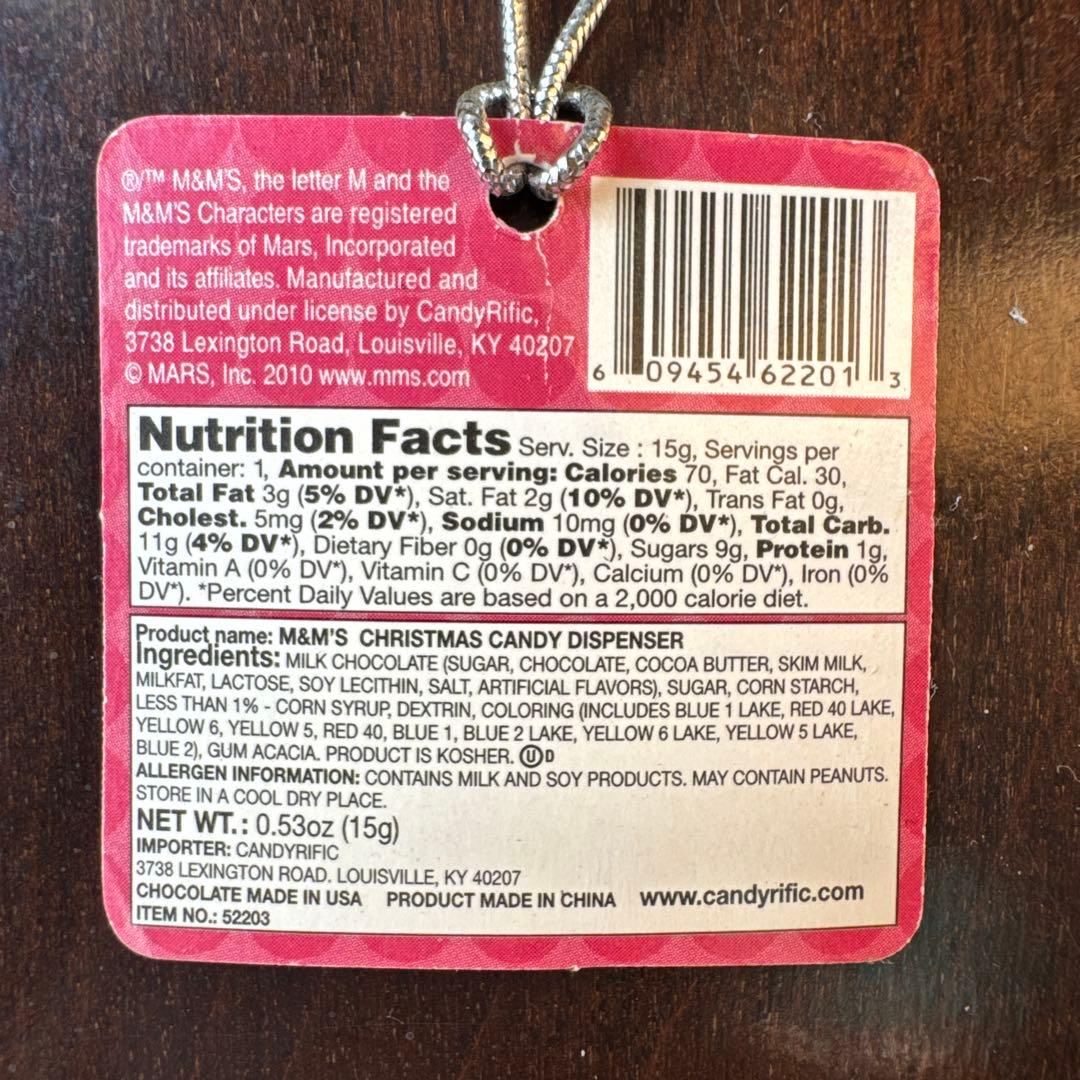 ®/™ M&M'S, the letter M and the
M&M'S Characters are registered
trademarks of Mars, Incorporated
and its affiliates. Manufactured and
distributed under license by CandyRific,
3738 Lexington Road, Louisville, KY 40207
© MARS, Inc. 2010 www.mms.com
6 09454 62201 3
Nutrition Facts Serv. Size : 15g, Servings per
container: 1, Amount per serving: Calories 70, Fat Cal. 30,
Total Fat 3g (5% DV*), Sat. Fat 2g (10% DV*), Trans Fat 0g,
Cholest. 5mg (2% DV*), Sodium 10mg (0% DV*), Total Carb.
11g (4% DV*), Dietary Fiber 0g (0% DV*), Sugars 9g, Protein 1g,
Vitamin A (0% DV*), Vitamin C (0% DV*), Calcium (0% DV*), Iron (0%
DV*). *Percent Daily Values are based on a 2,000 calorie diet.
Product name: M&M'S CHRISTMAS CANDY DISPENSER
Ingredients: MILK CHOCOLATE (SUGAR, CHOCOLATE, COCOA BUTTER, SKIM MILK,
MILKFAT, LACTOSE, SOY LECITHIN, SALT, ARTIFICIAL FLAVORS), SUGAR, CORN STARCH,
LESS THAN 1% - CORN SYRUP, DEXTRIN, COLORING (INCLUDES BLUE 1 LAKE, RED 40 LAKE,
YELLOW 6, YELLOW 5, RED 40, BLUE 1, BLUE 2 LAKE, YELLOW 6 LAKE, YELLOW 5 LAKE,
BLUE 2), GUM ACACIA. PRODUCT IS KOSHER. Ⓤ D
ALLERGEN INFORMATION: CONTAINS MILK AND SOY PRODUCTS. MAY CONTAIN PEANUTS.
STORE IN A COOL DRY PLACE.
NET WT.: 0.53oz (15g)
IMPORTER: CANDYRIFIC
3738 LEXINGTON ROAD. LOUISVILLE, KY 40207
CHOCOLATE MADE IN USA PRODUCT MADE IN CHINA www.candyrific.com
ITEM NO.: 52203